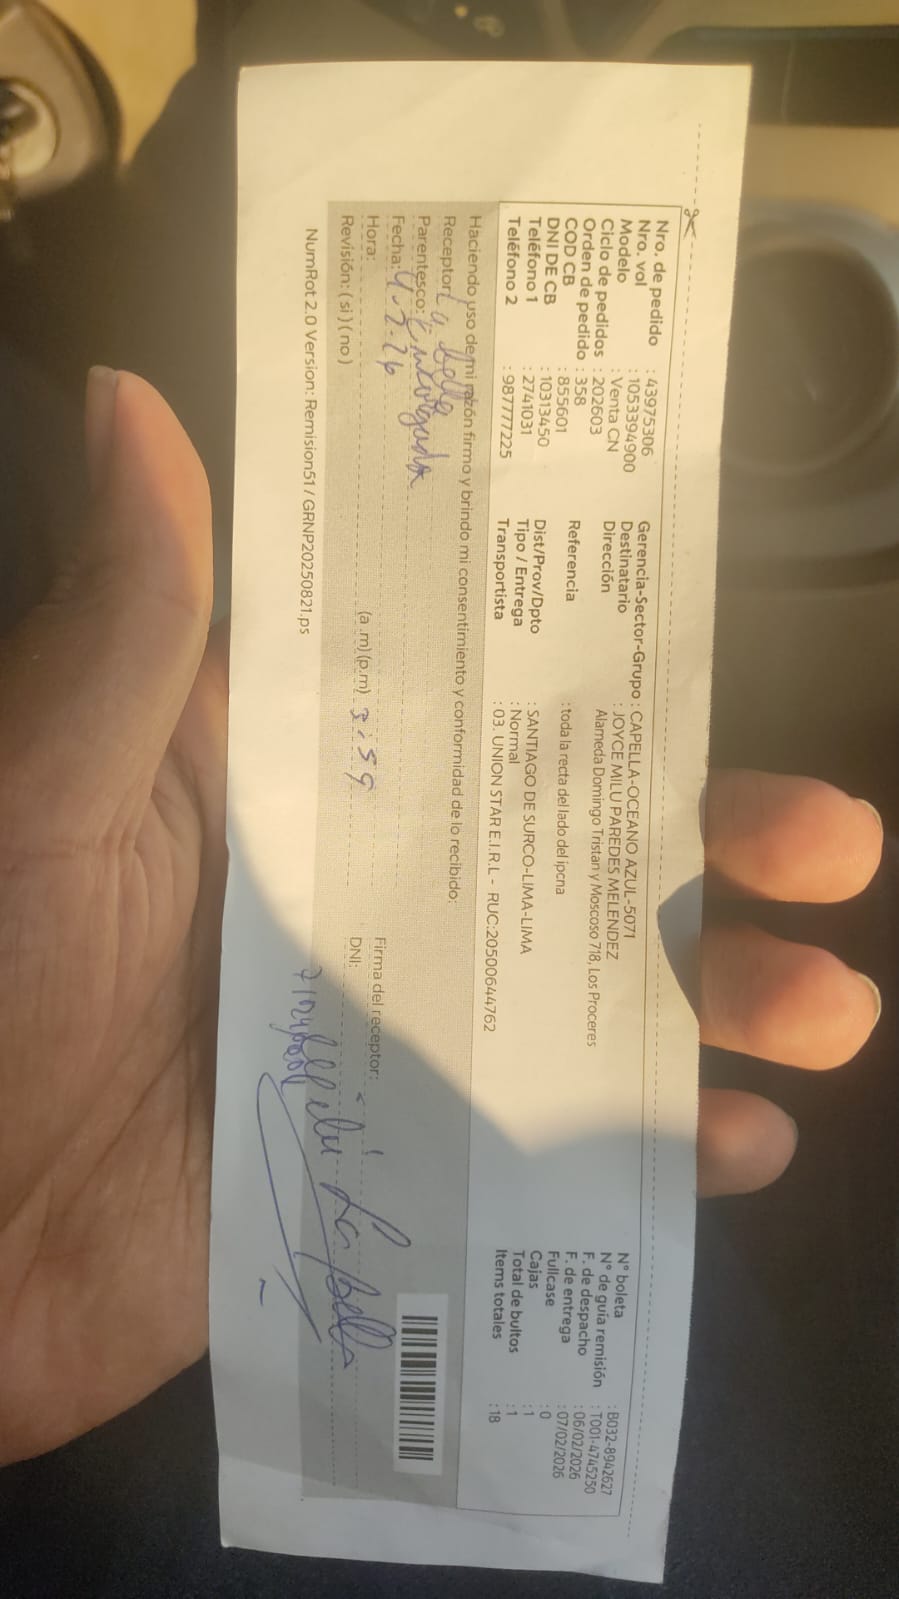 Nro. de pedido : 43975306
Nro. vol : 1053394900
Modelo : Venta CN
Ciclo de pedidos : 202603
Orden de pedido : 358
COD CB : 855601
DNI DE CB : 10313450
Teléfono 1 : 2741031
Teléfono 2 : 987777225
Gerencia-Sector-Grupo : CAPELLA-OCEANO AZUL-5071
Destinatario : JOYCE MILU PAREDES MELENDEZ
Dirección Alameda Domingo Tristan y Moscoso 718, Los Proceres
Referencia : toda la recta del lado del ipcna
Dist/Prov/Dpto : SANTIAGO DE SURCO-LIMA-LIMA
Tipo / Entrega : Normal
Transportista : 03. UNION STAR E.I.R.L - RUC:20500644762
N° boleta : B032-8942627
N° de guía remisión : T001-4745250
F. de despacho : 06/02/2026
F. de entrega : 07/02/2026
Fullcase : 0
Cajas : 1
Total de bultos : 1
Items totales : 18
Haciendo uso de mi razón firmo y brindo mi consentimiento y conformidad de lo recibido:
Receptor: La bella
Parentesco: Encargada
Fecha:
Hora: (a .m) (p.m) 3:59
Revisión: ( si ) ( no )
Firma del receptor:
DNI:
NumRot 2.0 Version: Remision51 / GRNP20250821.ps